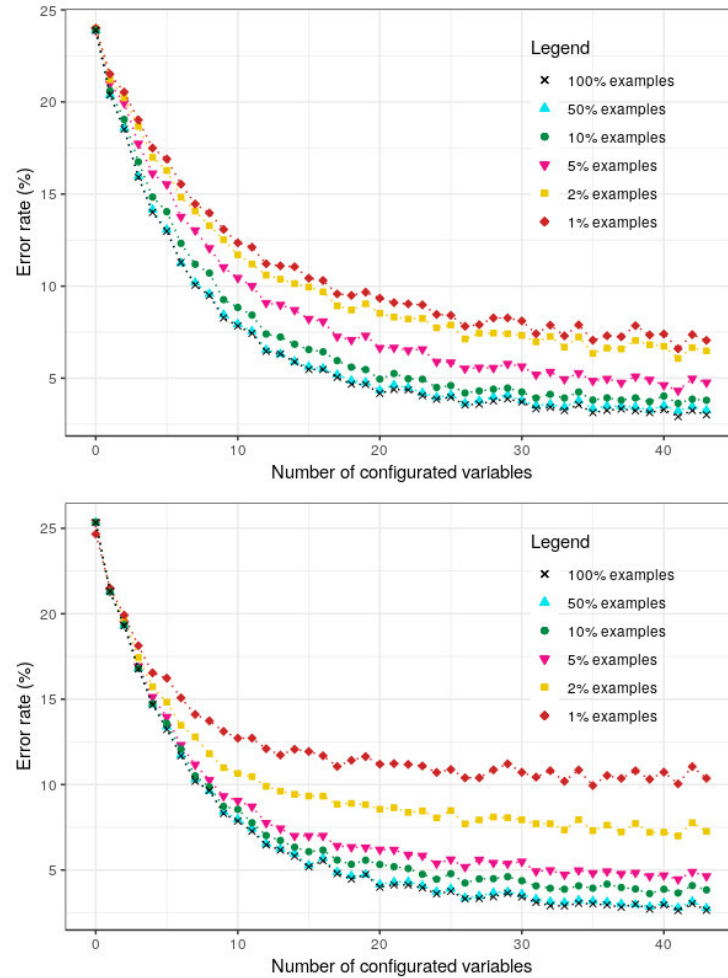 25
20
15
10
5
Error rate (%)
Legend
100% examples
50% examples
10% examples
5% examples
2% examples
1% examples
0
10
20
30
40
Number of configurated variables
25
20
15
10
5
Error rate (%)
Legend
100% examples
50% examples
10% examples
5% examples
2% examples
1% examples
0
10
20
30
40
Number of configurated variables